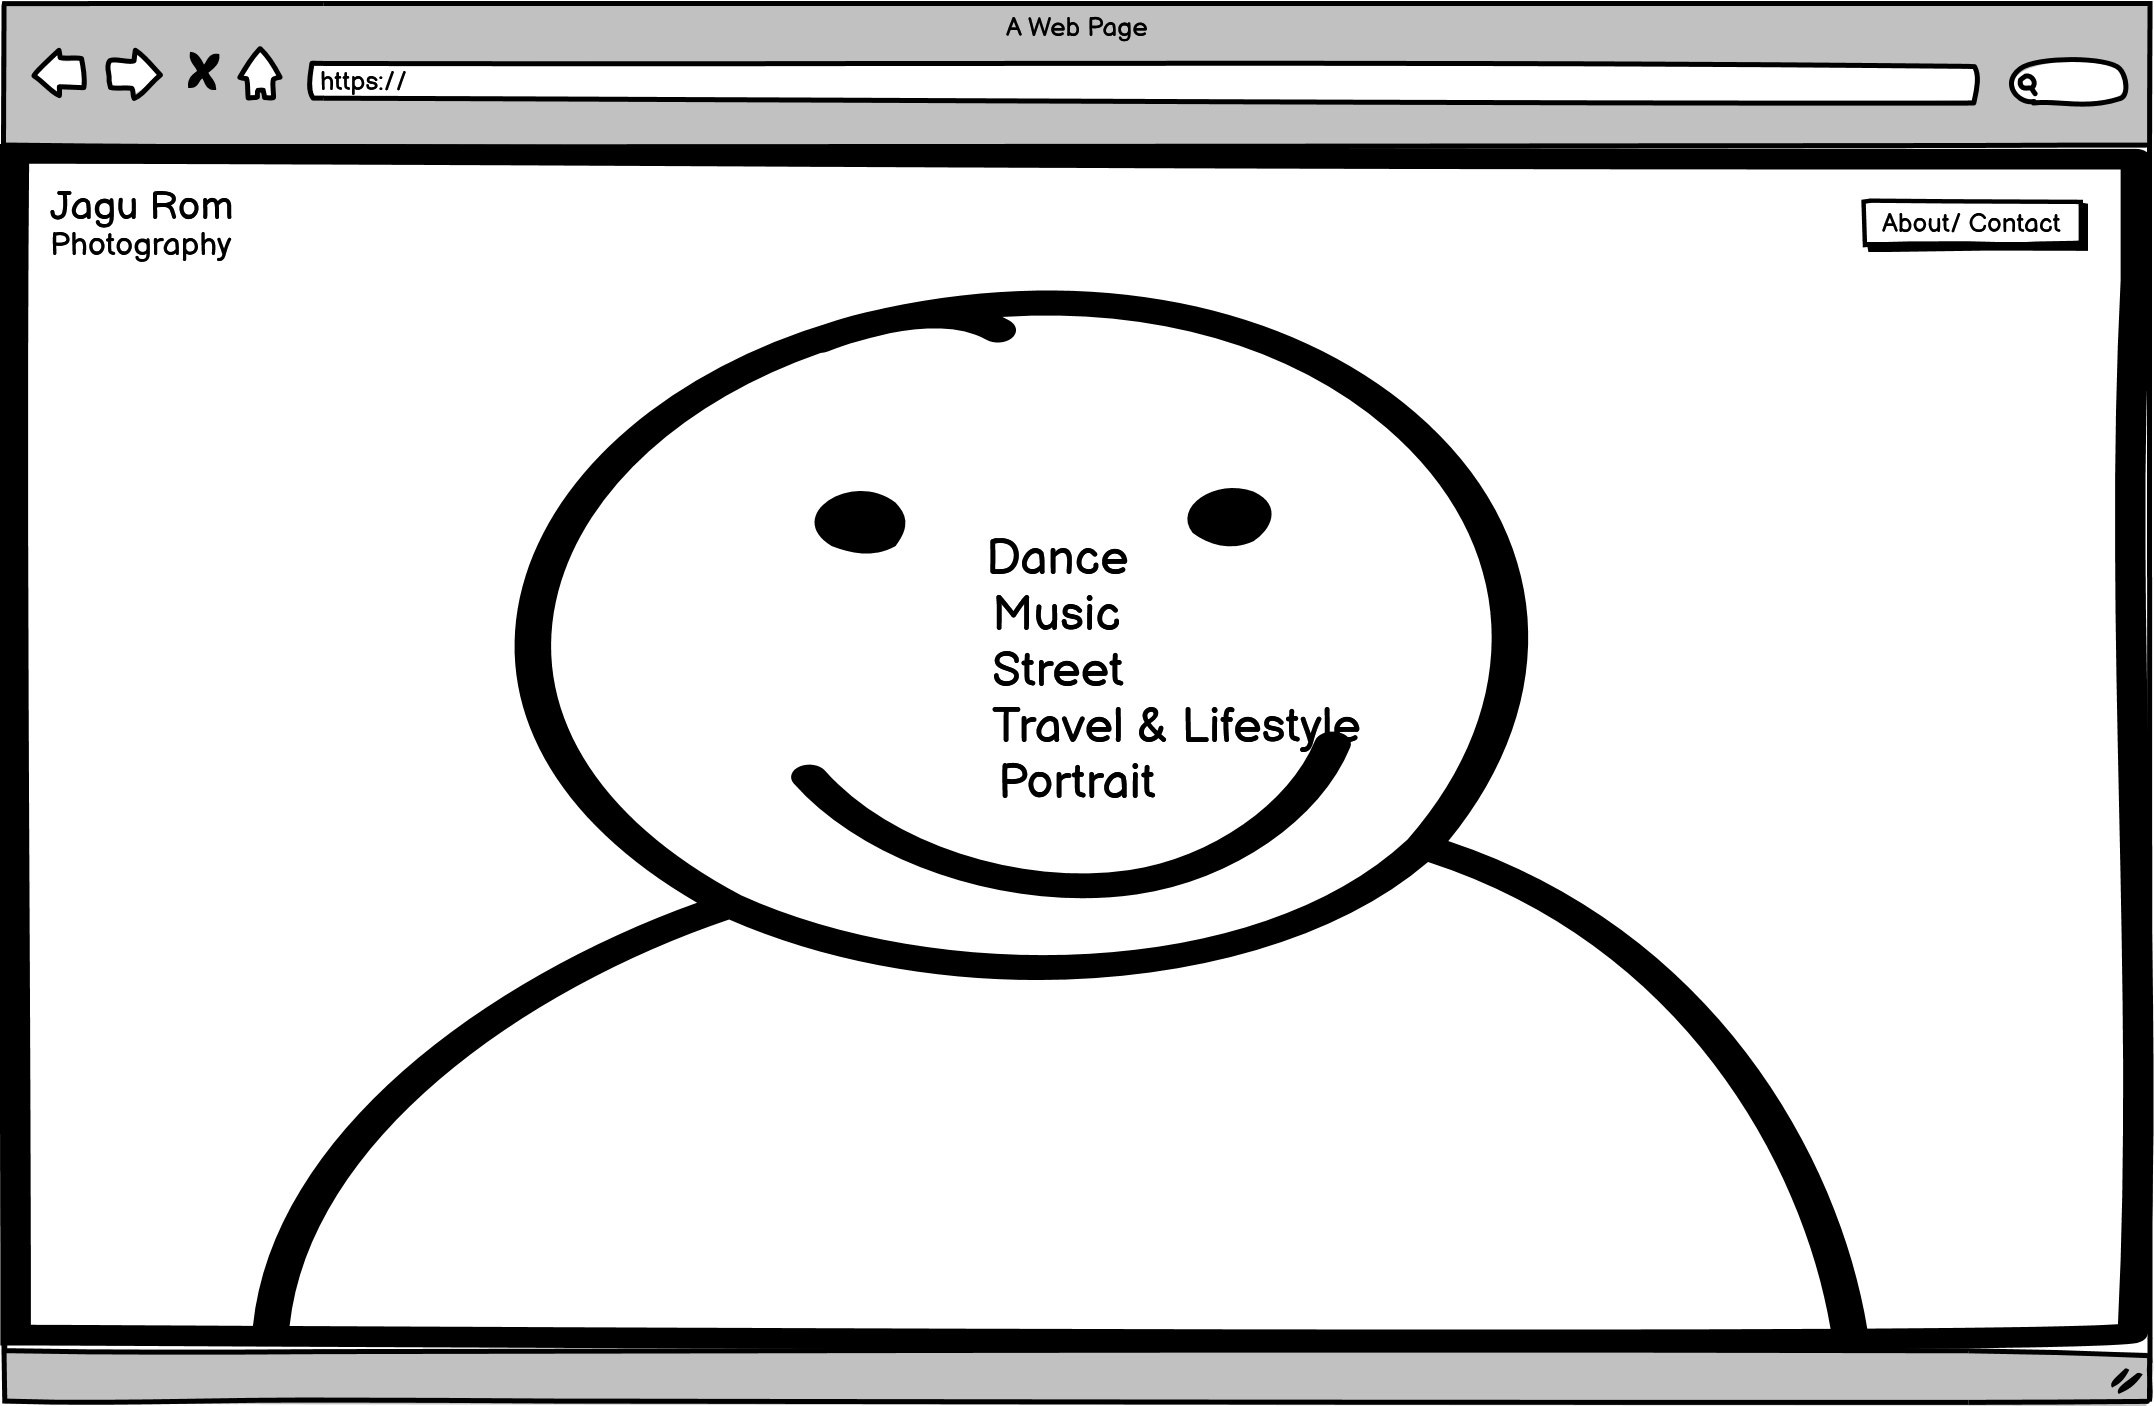 A Web Page
https://
Jagu Rom
Photography
About/ Contact
Dance
Music
Street
Travel & Lifestyle
Portrait